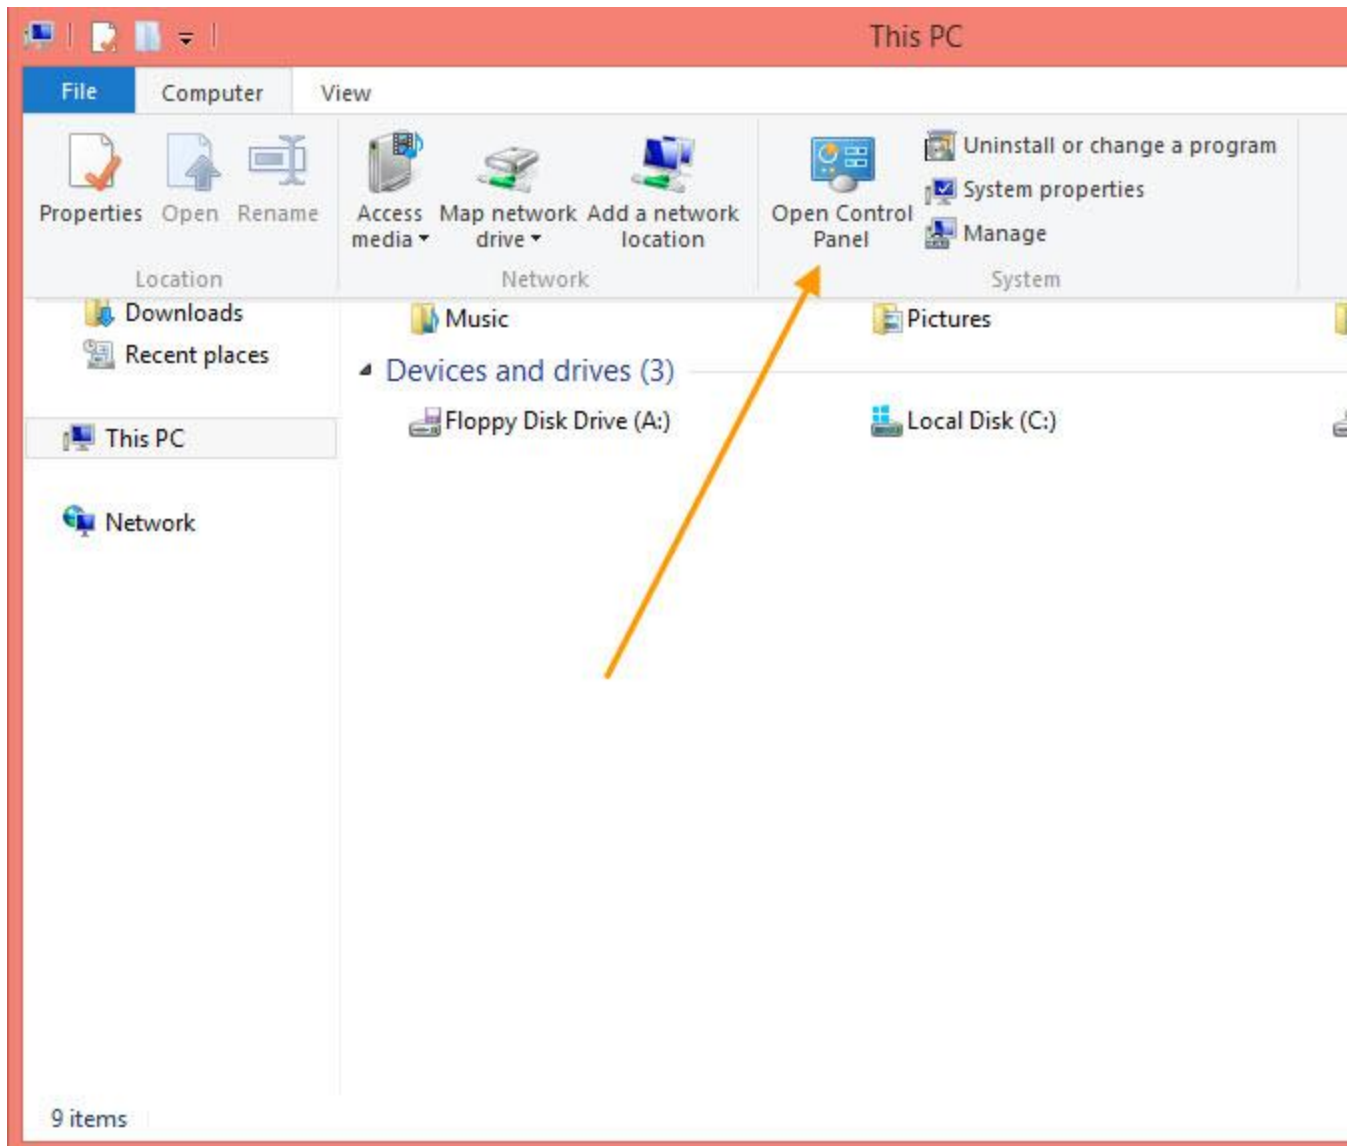 This PC
File Computer View
Properties Open Rename
Access media
Map network drive
Add a network location
Open Control Panel
Uninstall or change a program
System properties
Manage
Location Network System
Downloads
Recent places
This PC
Network
Music Pictures
Devices and drives (3)
Floppy Disk Drive (A:) Local Disk (C:)
9 items